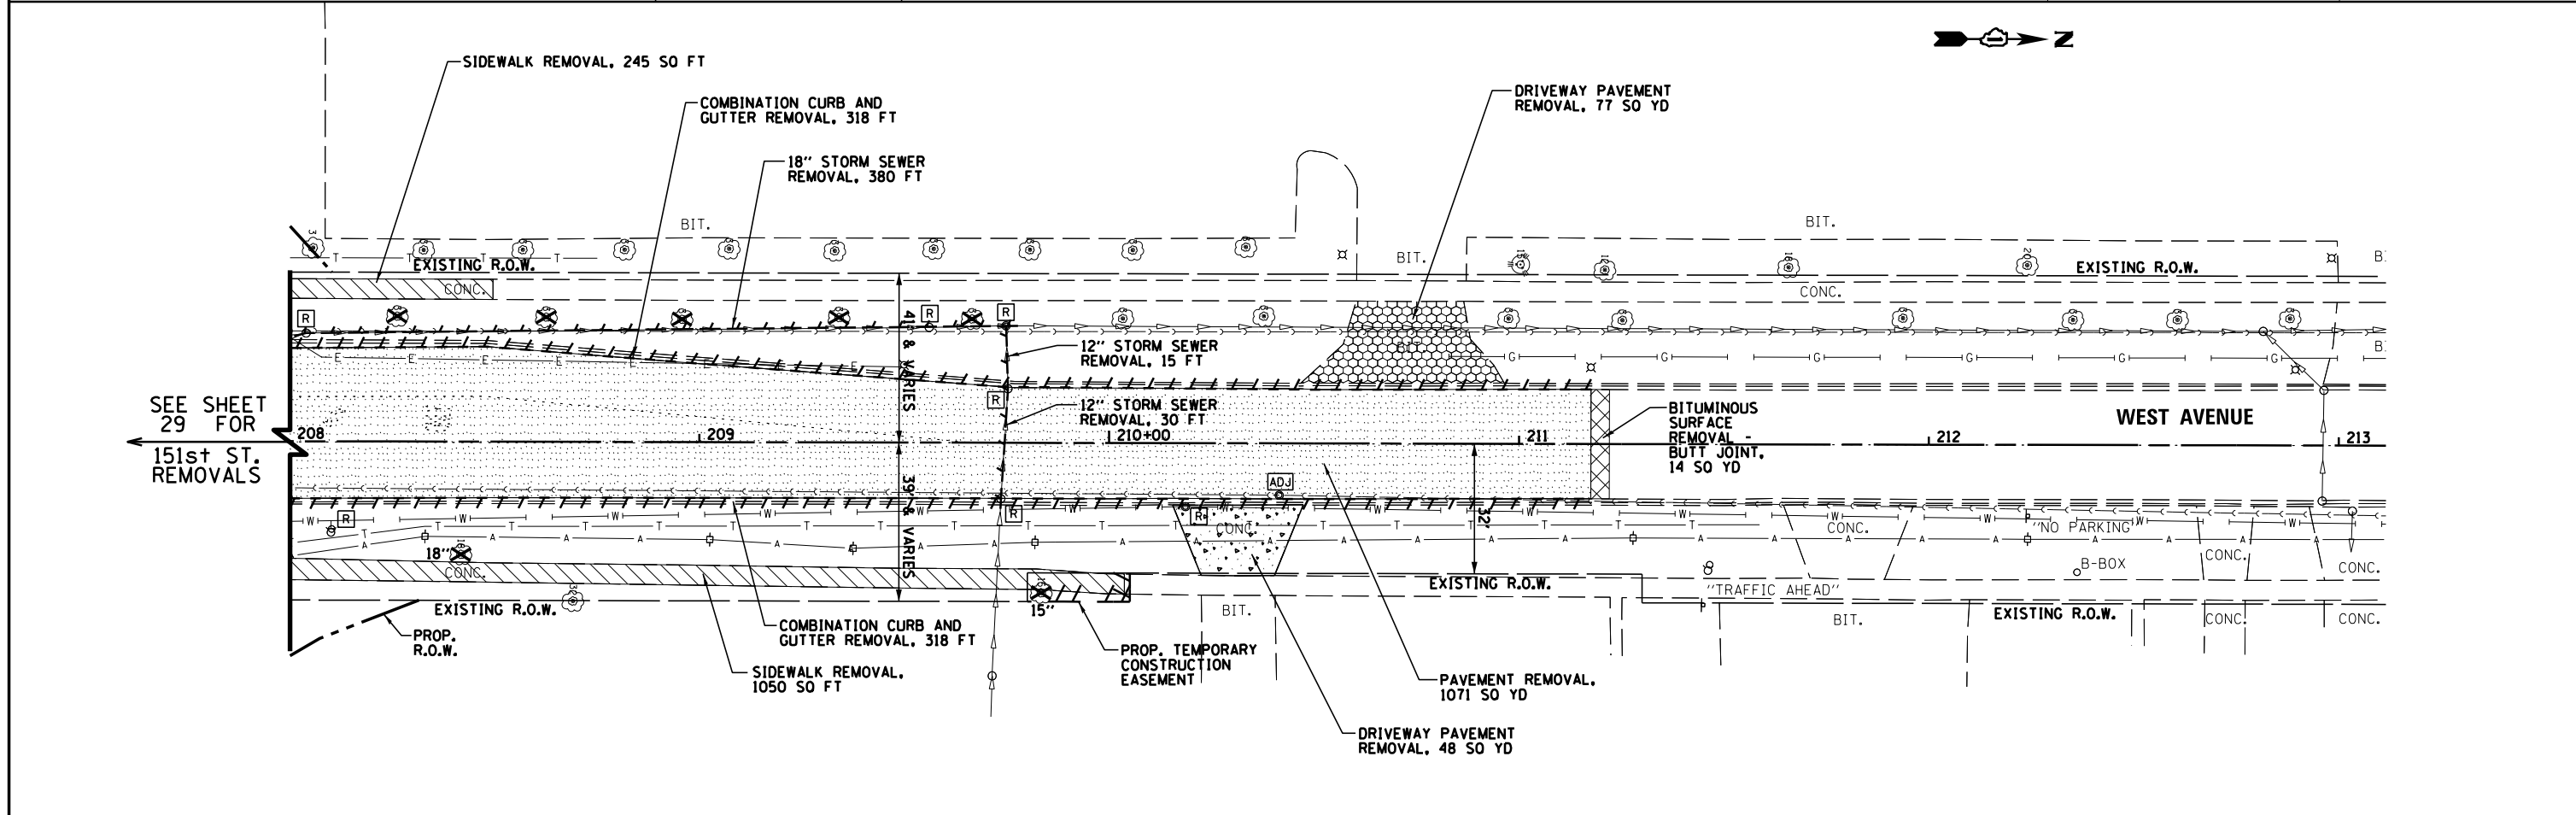 N
SIDEWALK REMOVAL, 245 SQ FT
COMBINATION CURB AND
GUTTER REMOVAL, 318 FT
18" STORM SEWER
REMOVAL, 380 FT
DRIVEWAY PAVEMENT
REMOVAL, 77 SQ YD
BIT.
BIT.
BIT.
EXISTING R.O.W.
EXISTING R.O.W.
CONC.
CONC.
R
R
R
12" STORM SEWER
REMOVAL, 15 FT
R
12" STORM SEWER
REMOVAL, 30 FT
41' & VARIES
39' & VARIES
32'
SEE SHEET
29 FOR
151st ST.
REMOVALS
208
209
210+00
211
212
213
BITUMINOUS
SURFACE
REMOVAL -
BUTT JOINT,
14 SQ YD
WEST AVENUE
ADJ
R
R
R
CONC.
CONC.
"NO PARKING"
CONC.
CONC.
B-BOX
18"
CONC.
15"
EXISTING R.O.W.
EXISTING R.O.W.
EXISTING R.O.W.
"TRAFFIC AHEAD"
BIT.
BIT.
CONC.
CONC.
PROP.
R.O.W.
COMBINATION CURB AND
GUTTER REMOVAL, 318 FT
SIDEWALK REMOVAL,
1050 SQ FT
PROP. TEMPORARY
CONSTRUCTION
EASEMENT
PAVEMENT REMOVAL,
1071 SQ YD
DRIVEWAY PAVEMENT
REMOVAL, 48 SQ YD